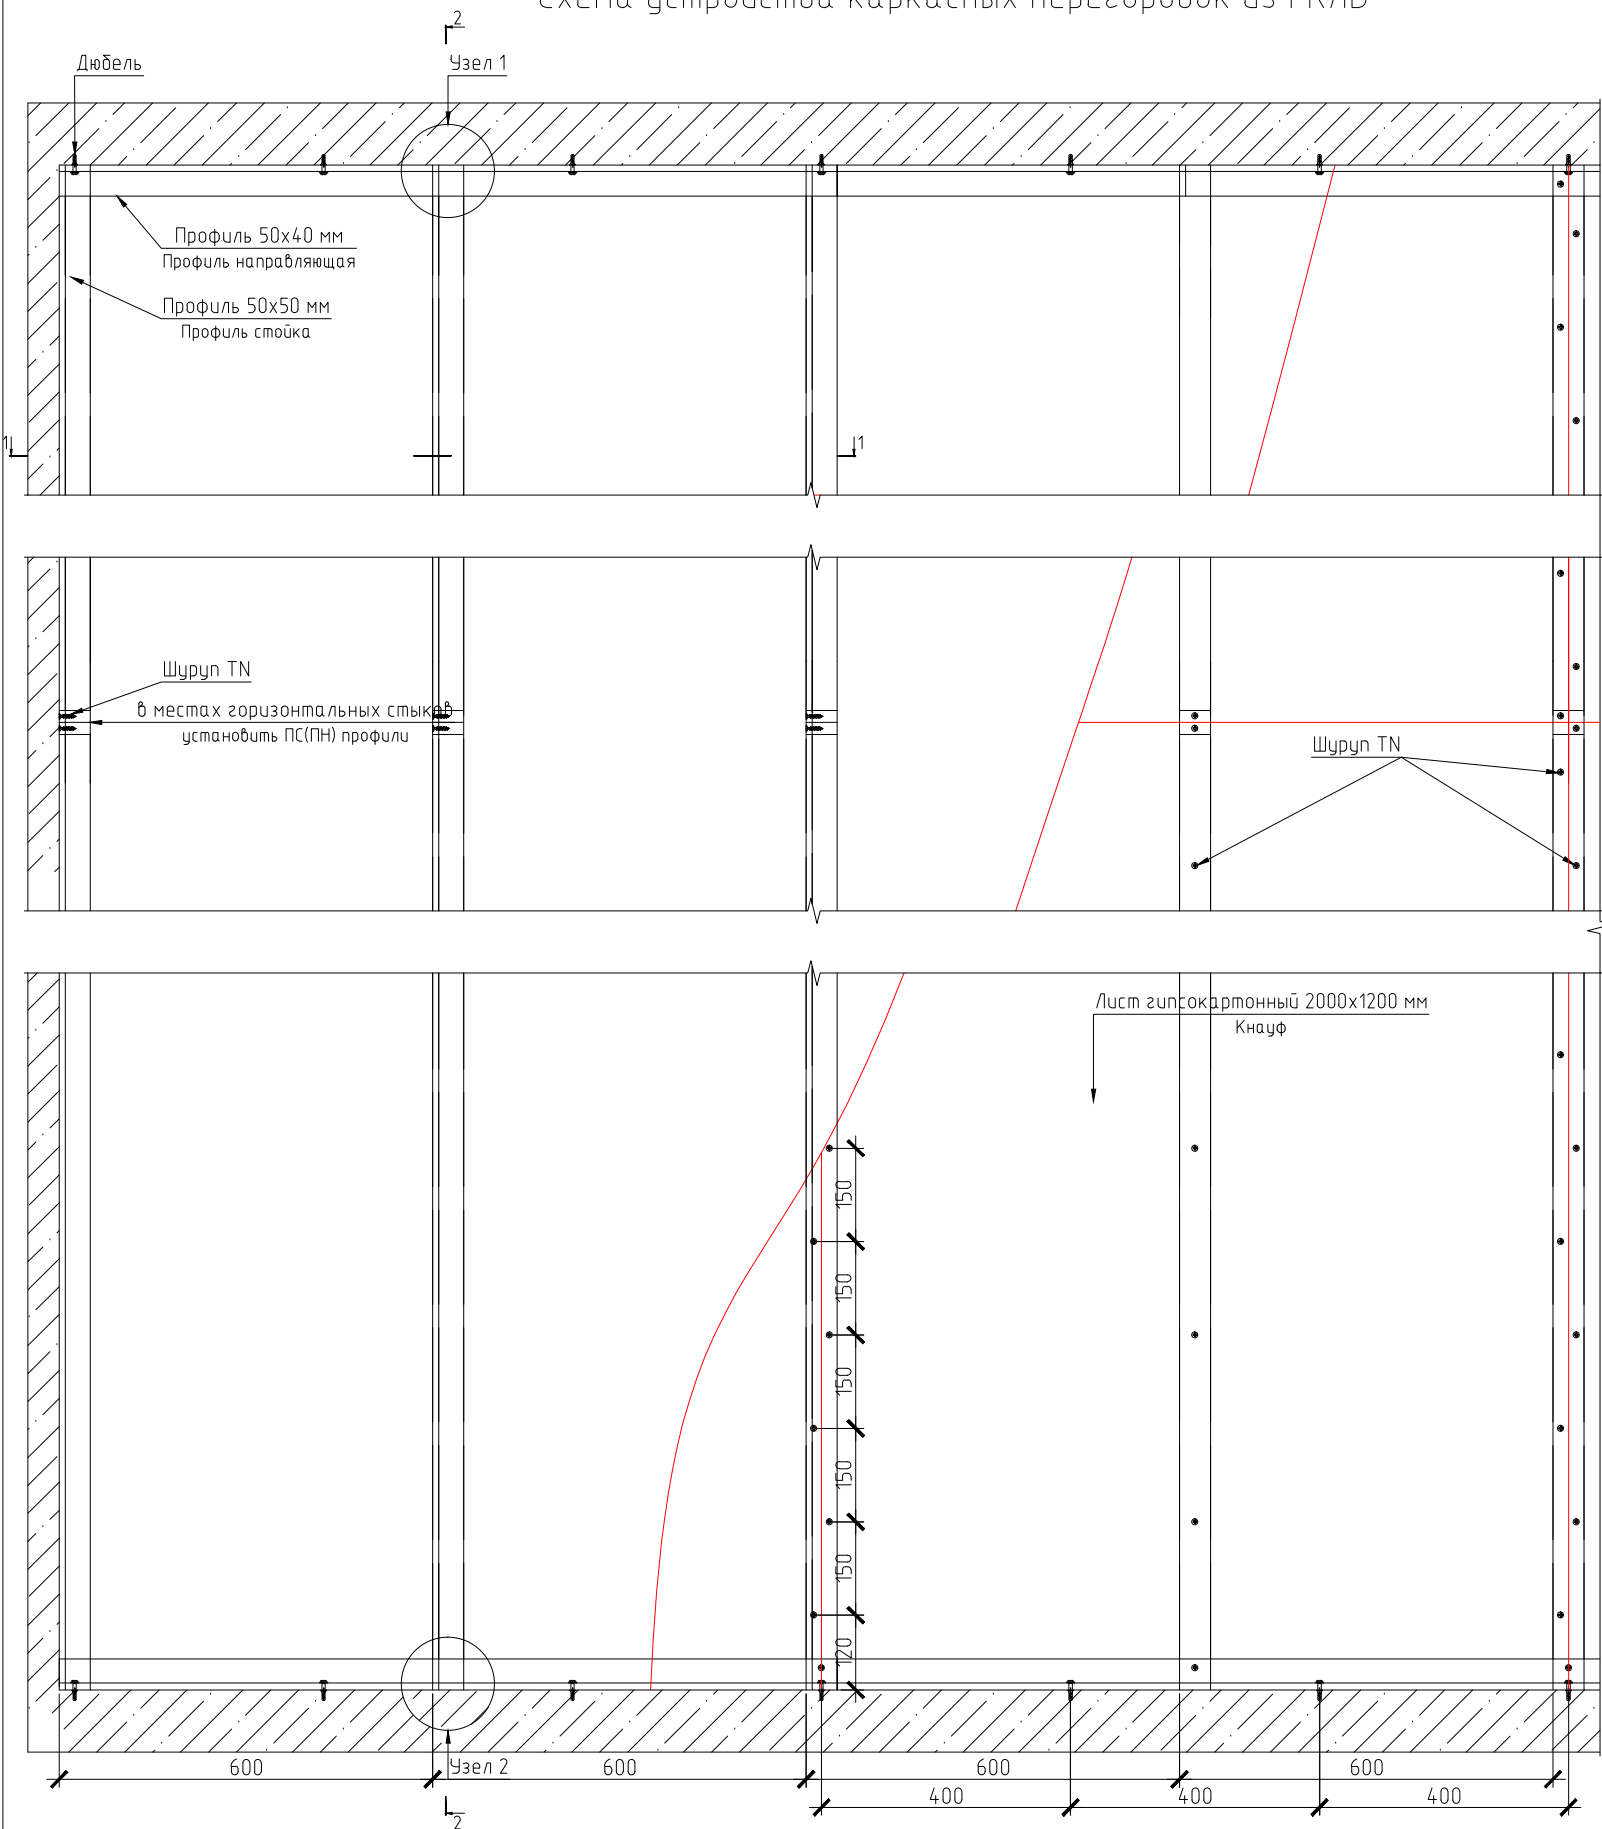 2
Дюбель
Узел 1
Профиль 50х40 мм
Профиль направляющая
Профиль 50х50 мм
Профиль стойка
1
1
Шуруп TN
в местах горизонтальных стыков
установить ПС(ПН) профили
Шуруп TN
Лист гипсокартонный 2000х1200 мм
Кнауф
150
150
150
150
150
120
600
Узел 2
600
600
600
400
400
400
2